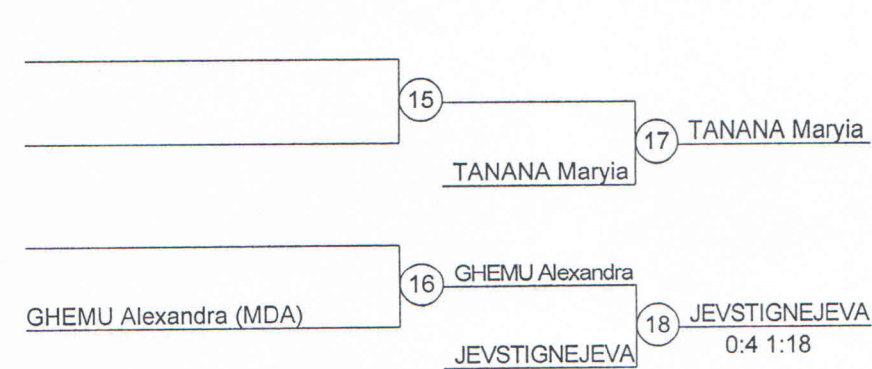 15
17
TANANA Maryia
TANANA Maryia
16
GHEMU Alexandra
GHEMU Alexandra (MDA)
18
JEVSTIGNEJEVA
0:4 1:18
JEVSTIGNEJEVA